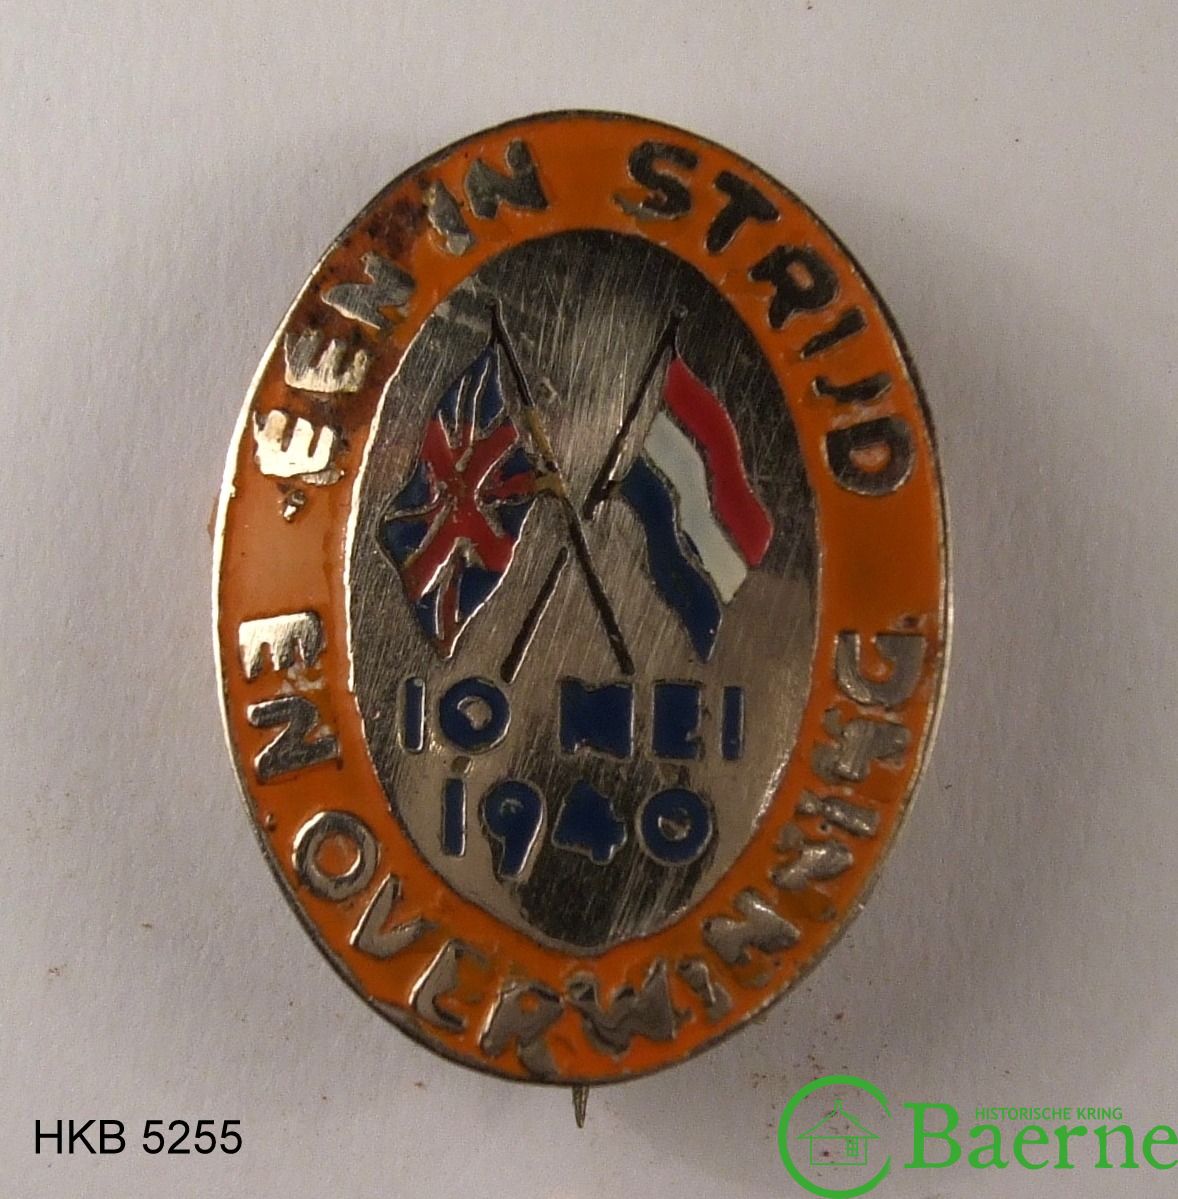 EEN IN STRIJD
EN OVERWINNING
10 MEI
1940
HKB 5255
HISTORISCHE KRING
Baerne